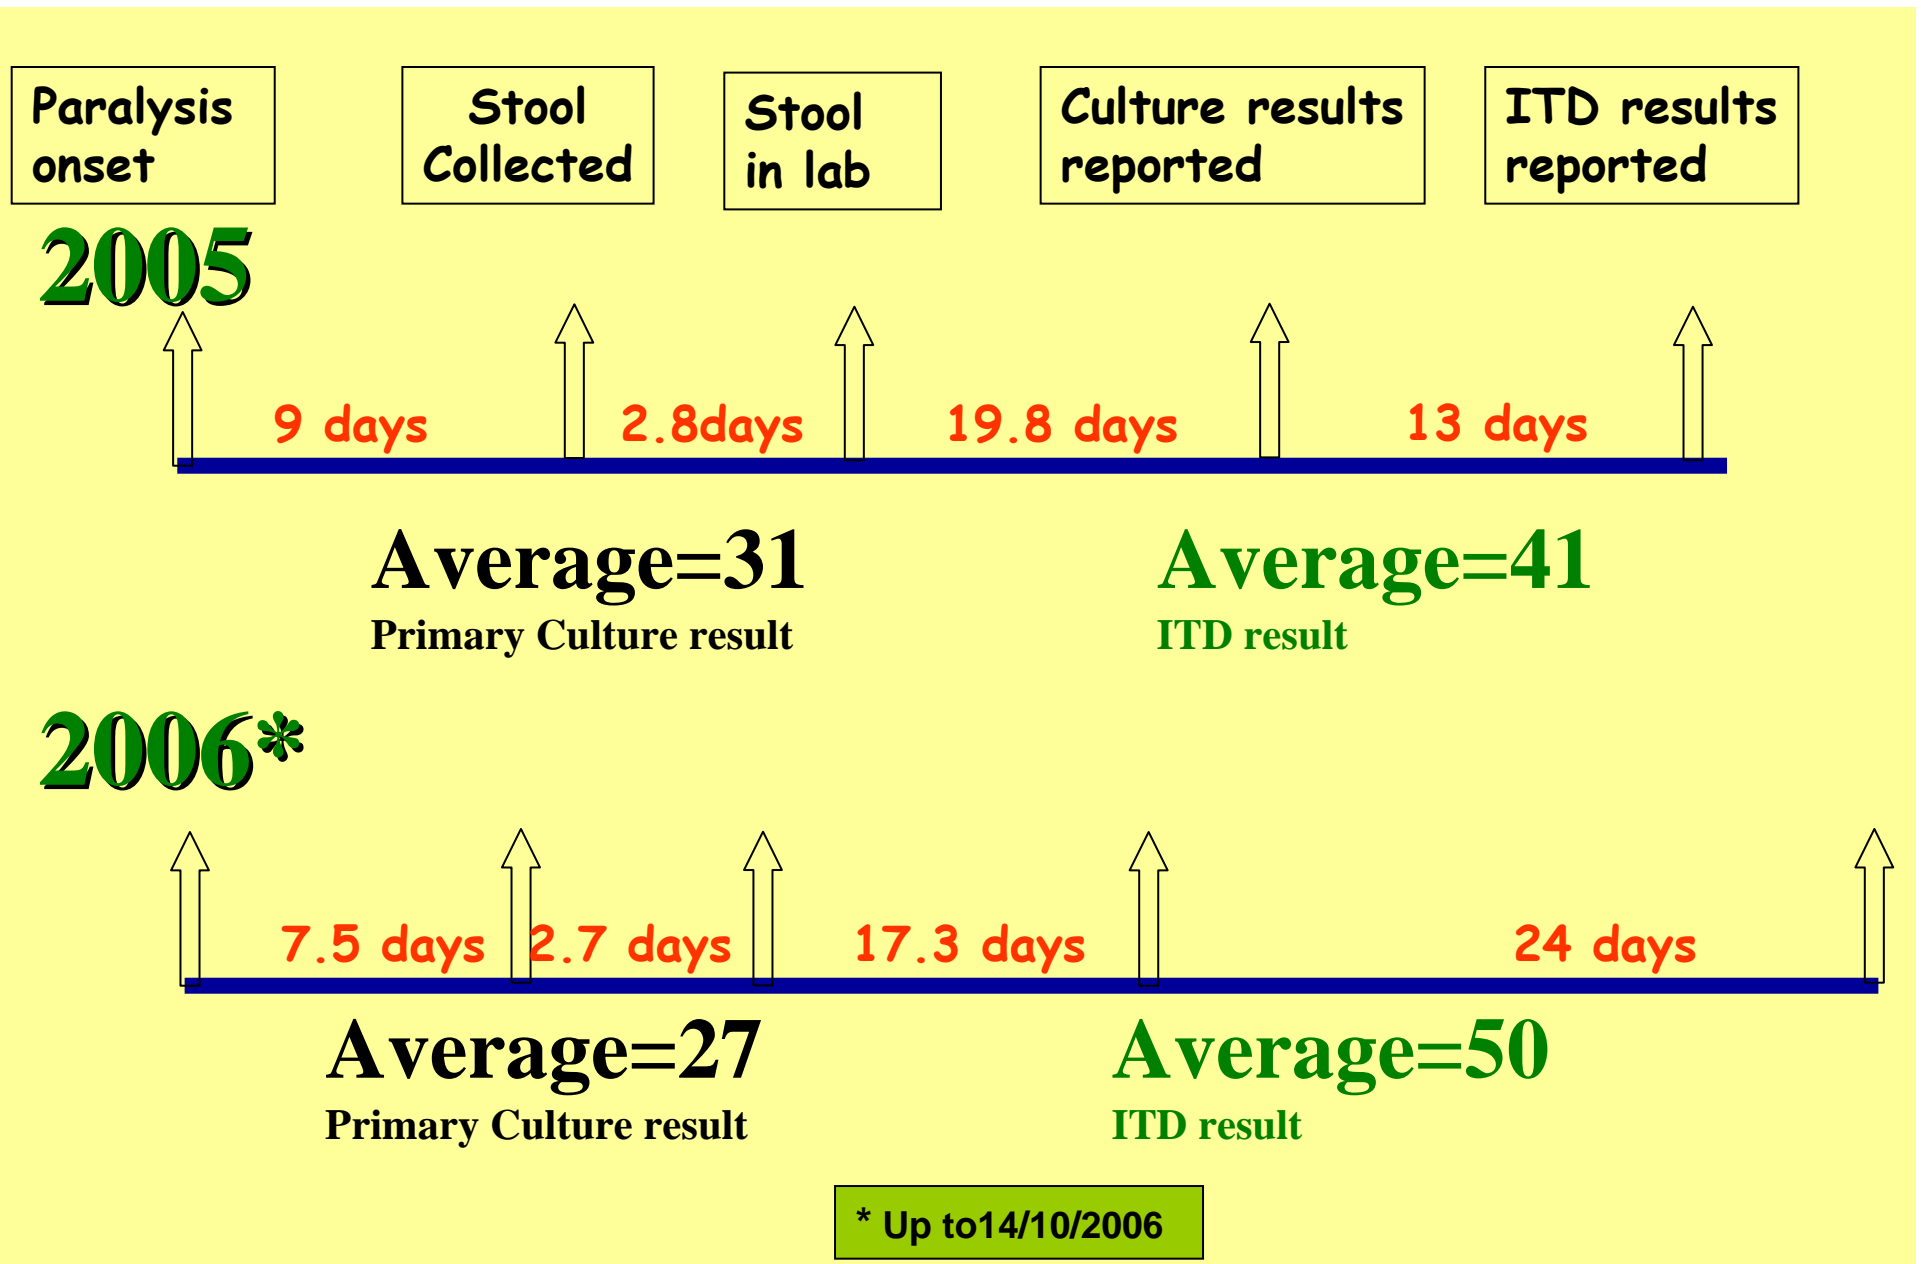 Paralysis
onset
Stool
Collected
Stool
in lab
Culture results
reported
ITD results
reported
2005
9 days
2.8days
19.8 days
13 days
Average=31
Primary Culture result
Average=41
ITD result
2006*
7.5 days
2.7 days
17.3 days
24 days
Average=27
Primary Culture result
Average=50
ITD result
* Up to14/10/2006